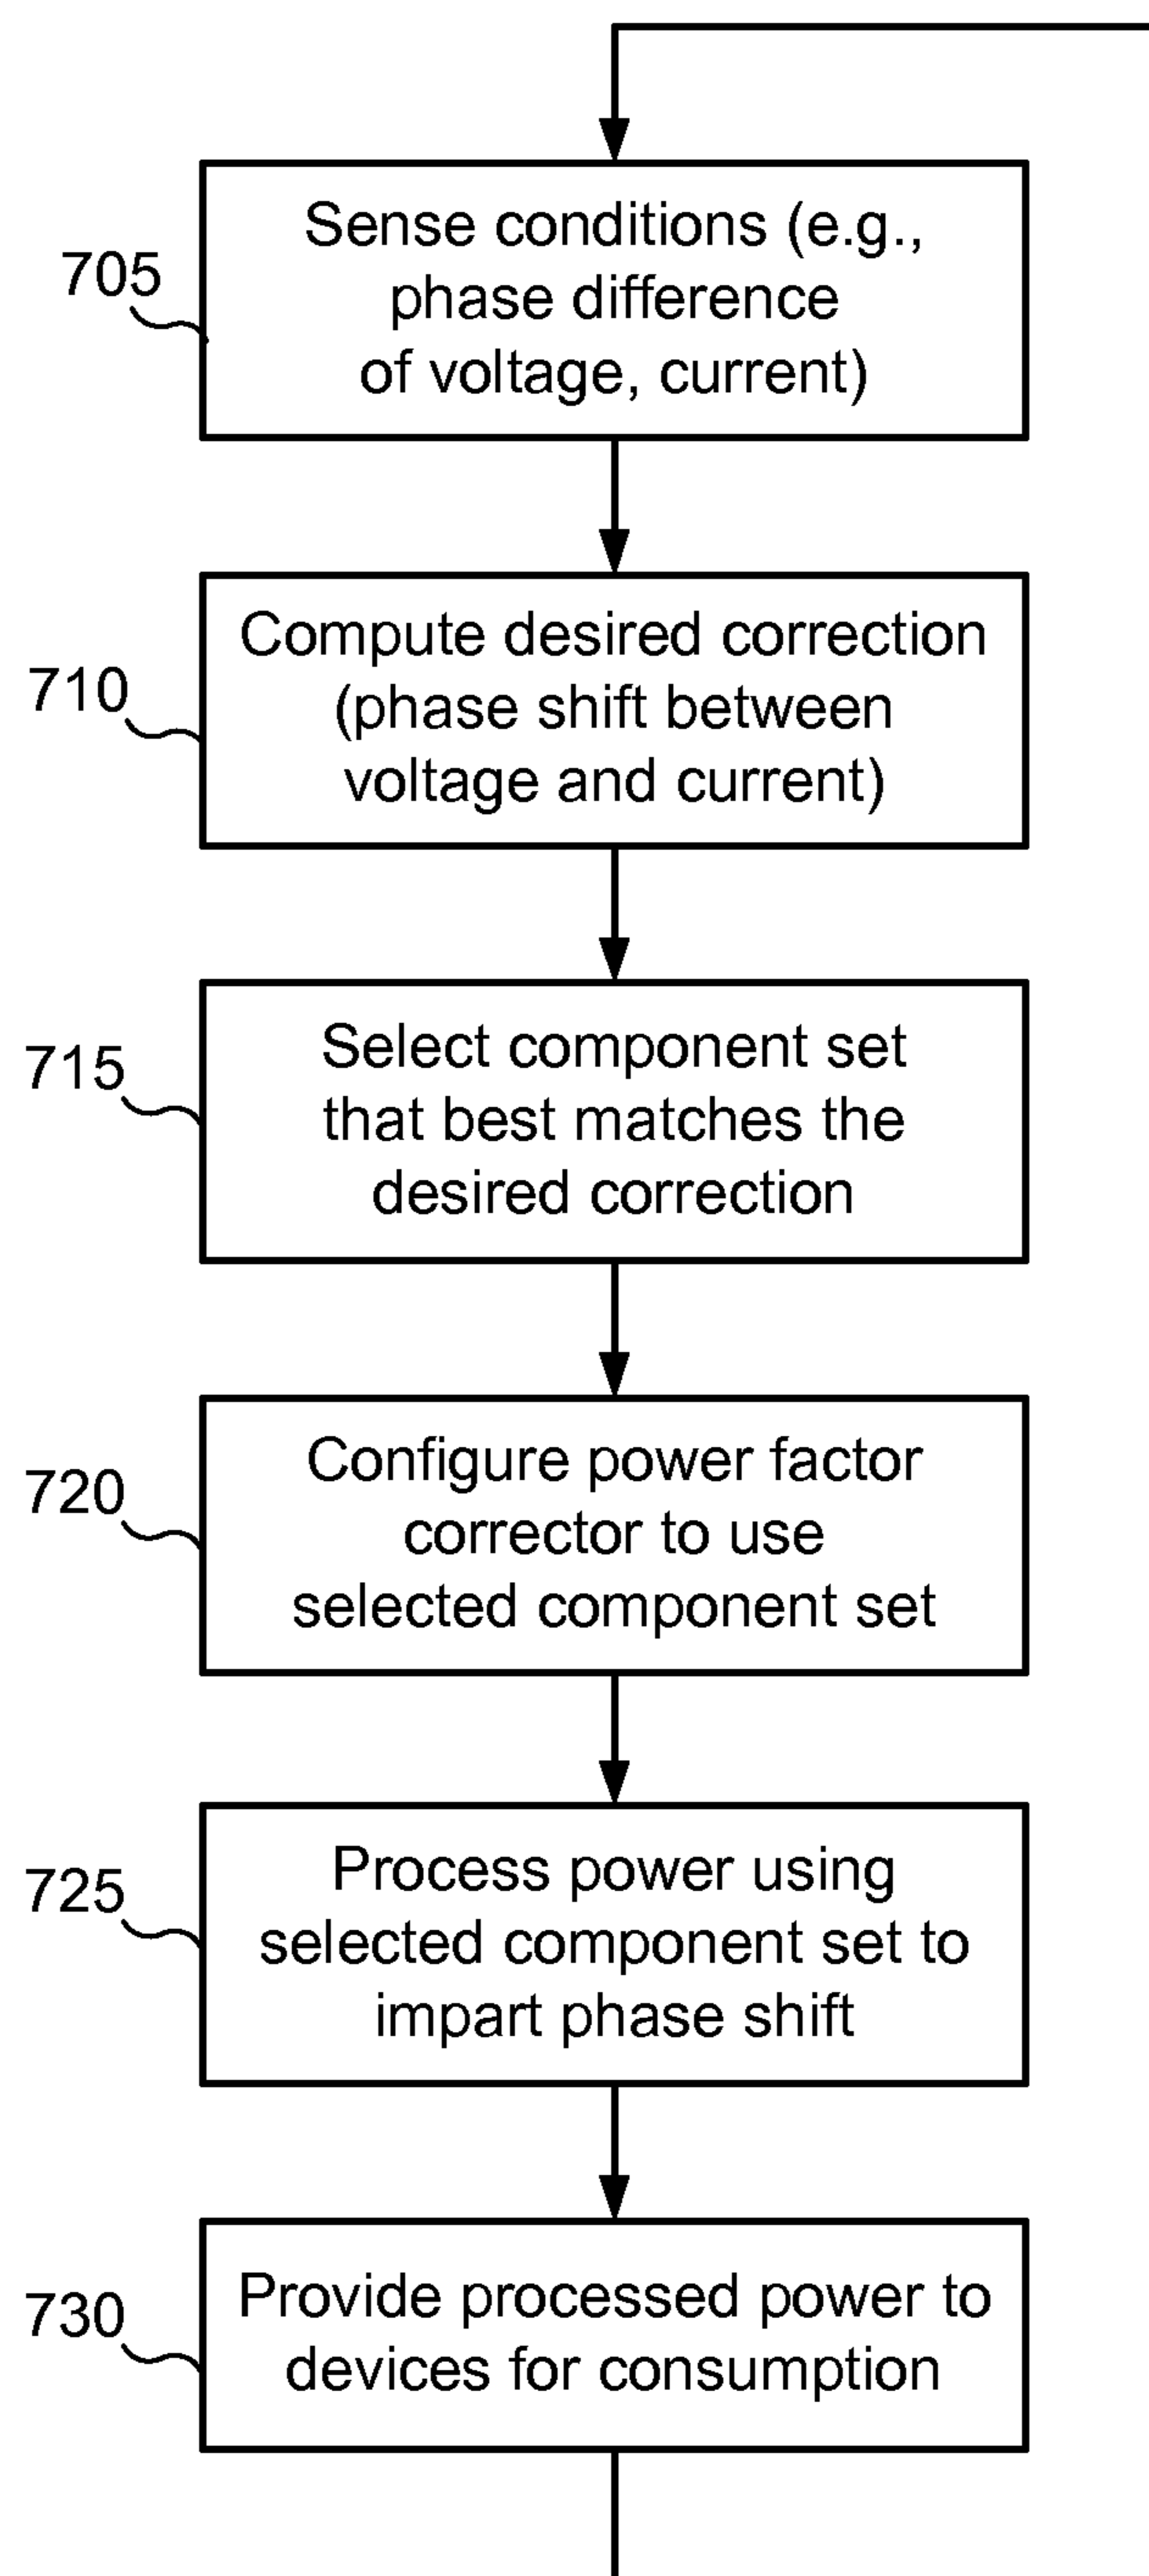 705
Sense conditions (e.g.,
phase difference
of voltage, current)
710
Compute desired correction
(phase shift between
voltage and current)
715
Select component set
that best matches the
desired correction
720
Configure power factor
corrector to use
selected component set
725
Process power using
selected component set to
impart phase shift
730
Provide processed power to
devices for consumption